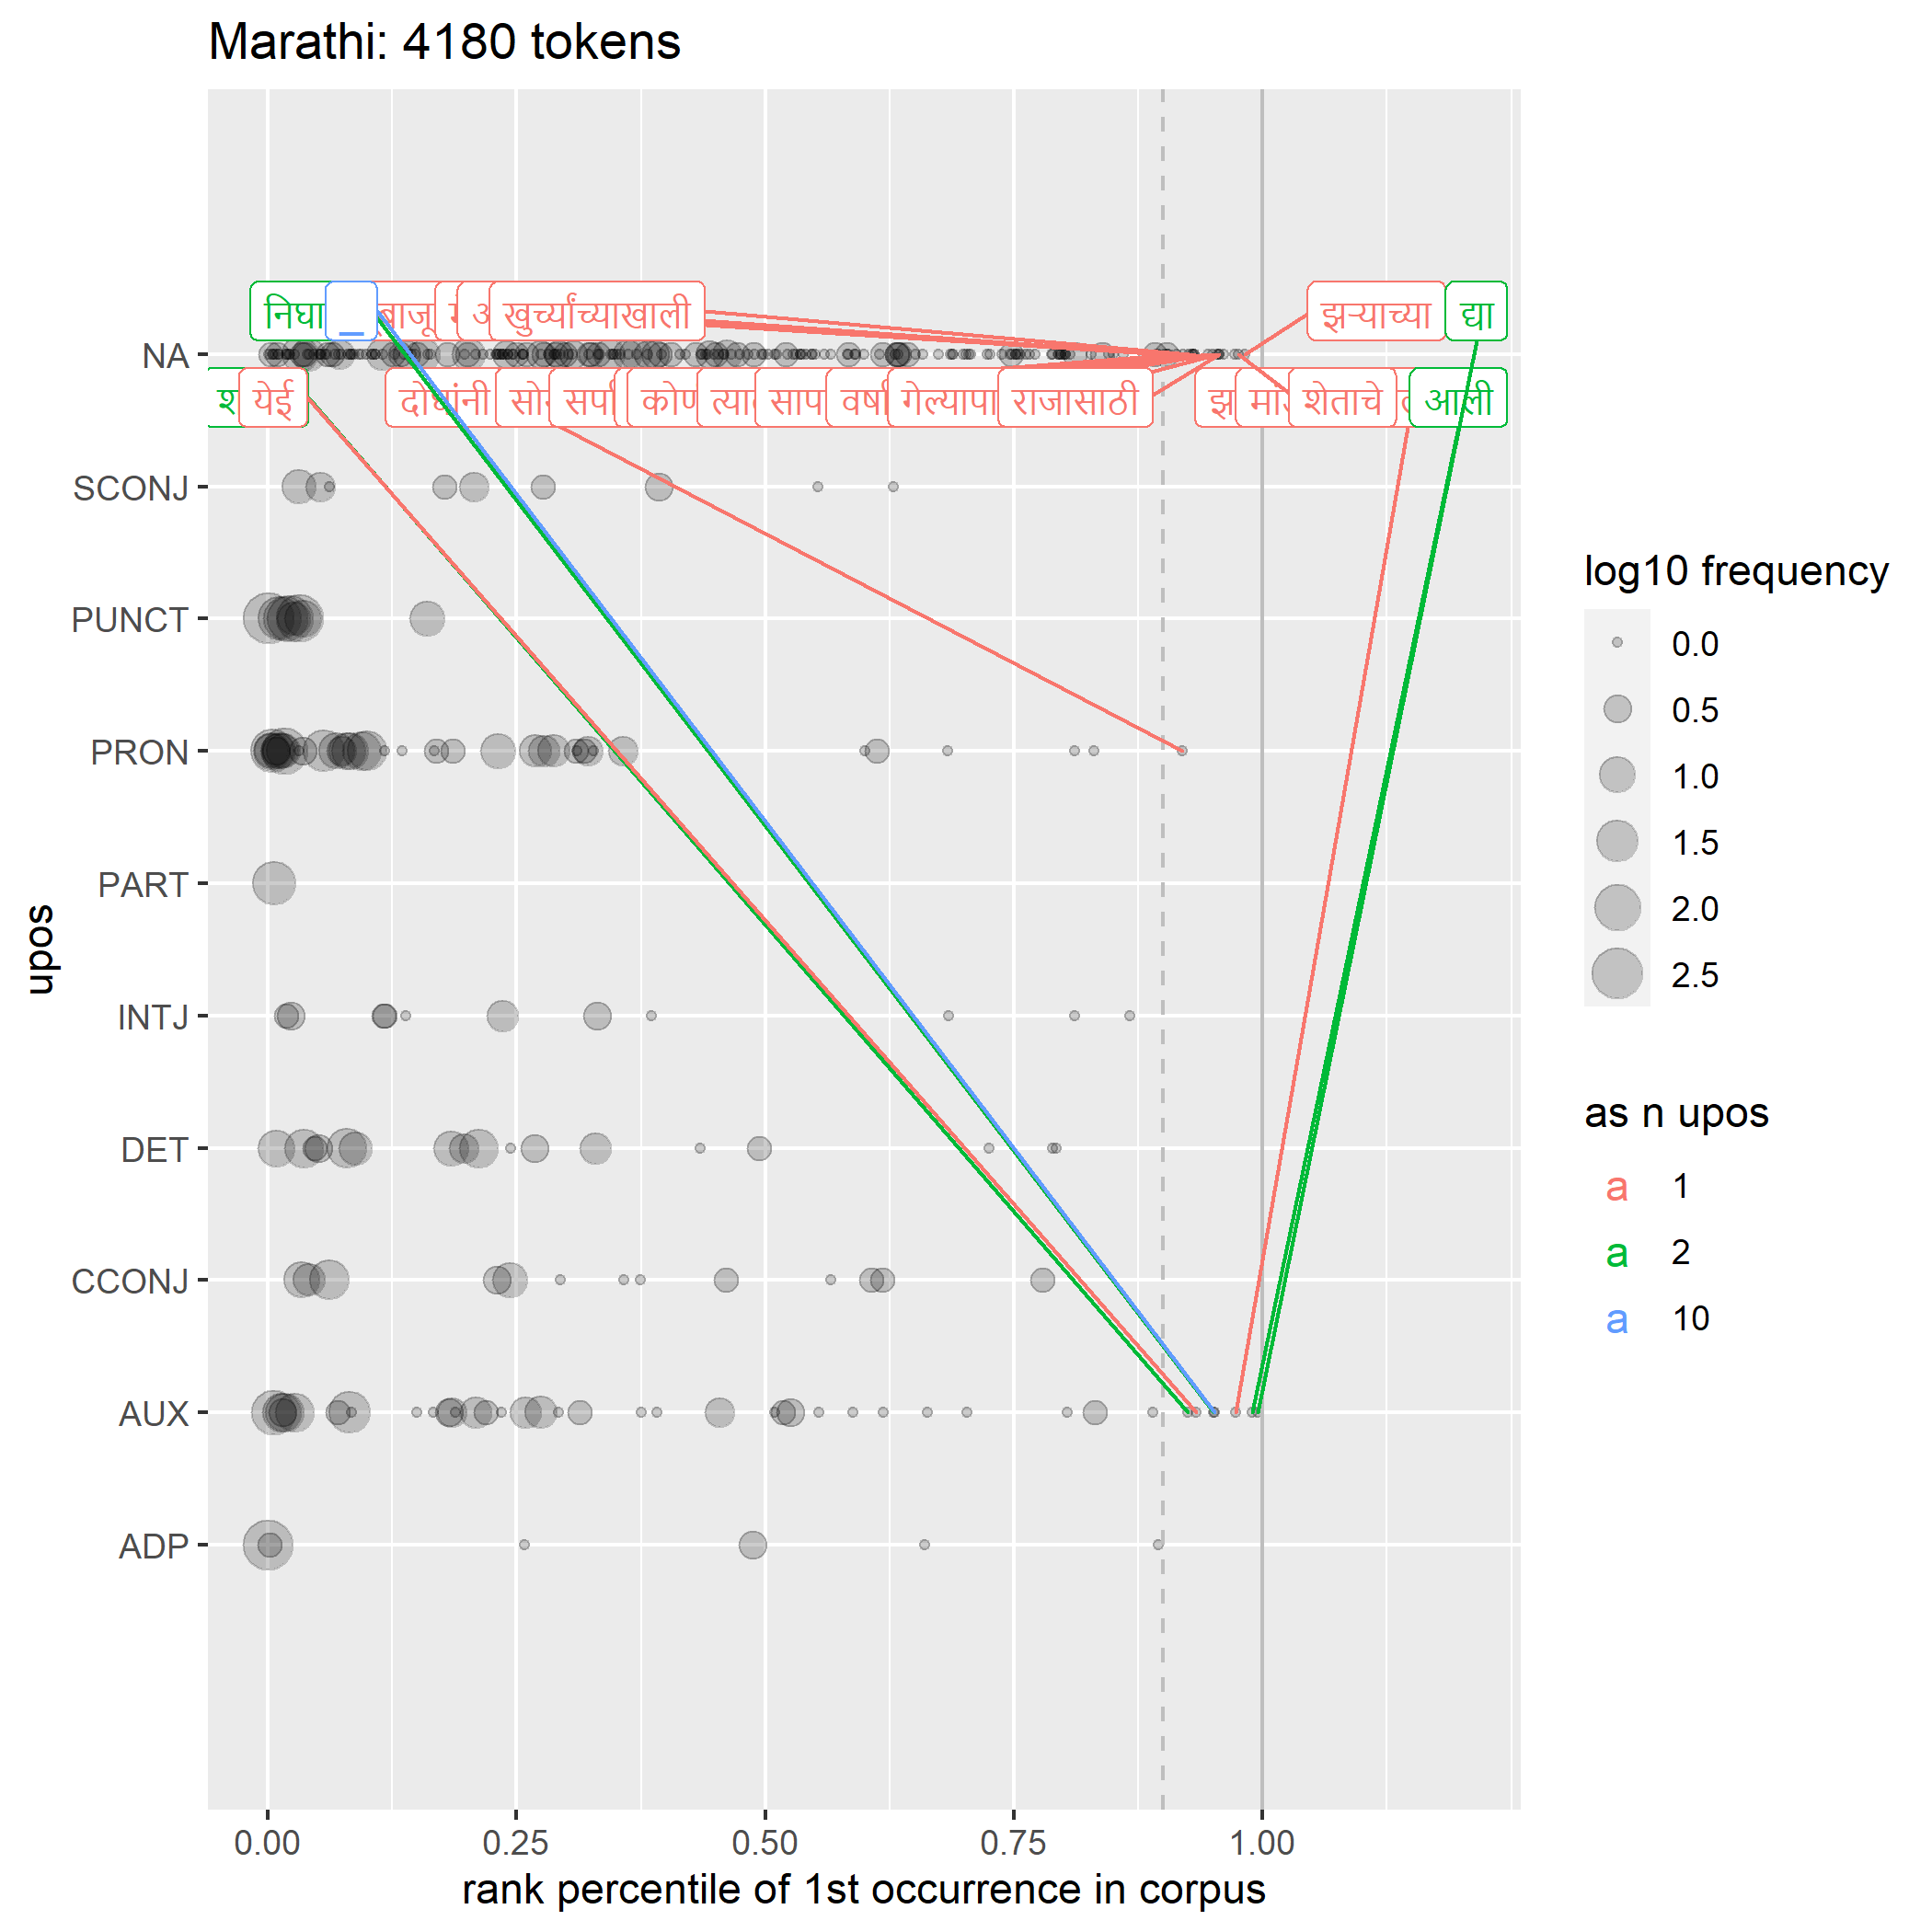 Marathi: 4180 tokens
निघा _ बाजू खुर्च्यांच्याखाली झऱ्याच्या द्या
NA
येई दोघांनी राजासाठी शेताचे आली
SCONJ
PUNCT
PRON
PART
INTJ
DET
CCONJ
AUX
ADP
upos
0.00 0.25 0.50 0.75 1.00
rank percentile of 1st occurrence in corpus
log10 frequency
0.0
0.5
1.0
1.5
2.0
2.5
as n upos
a 1
a 2
a 10